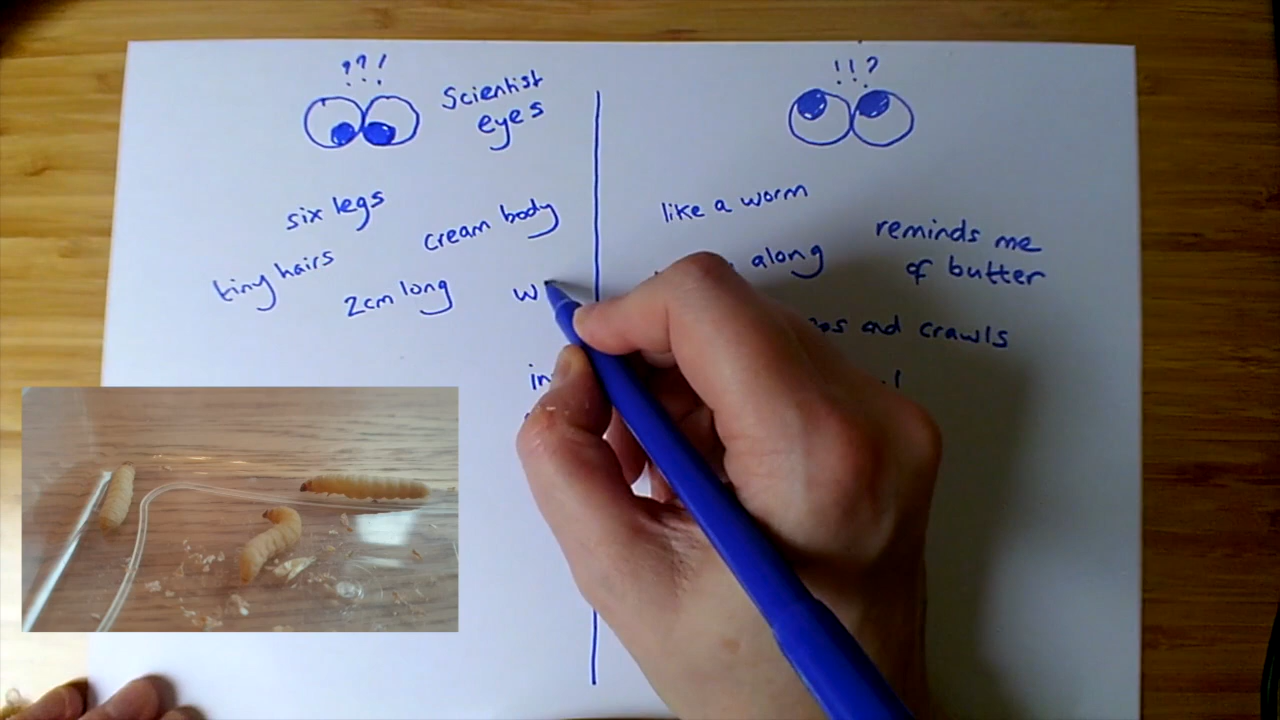 ??!
Scientist
eyes
six legs
cream body
tiny hairs
2cm long
!!?
like a worm
along
reminds me
of butter
and crawls